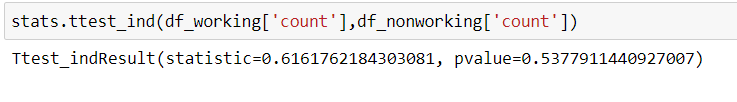 stats.ttest_ind(df_working['count'],df_nonworking['count'])
Ttest_indResult(statistic=0.6161762184303081, pvalue=0.5377911440927007)